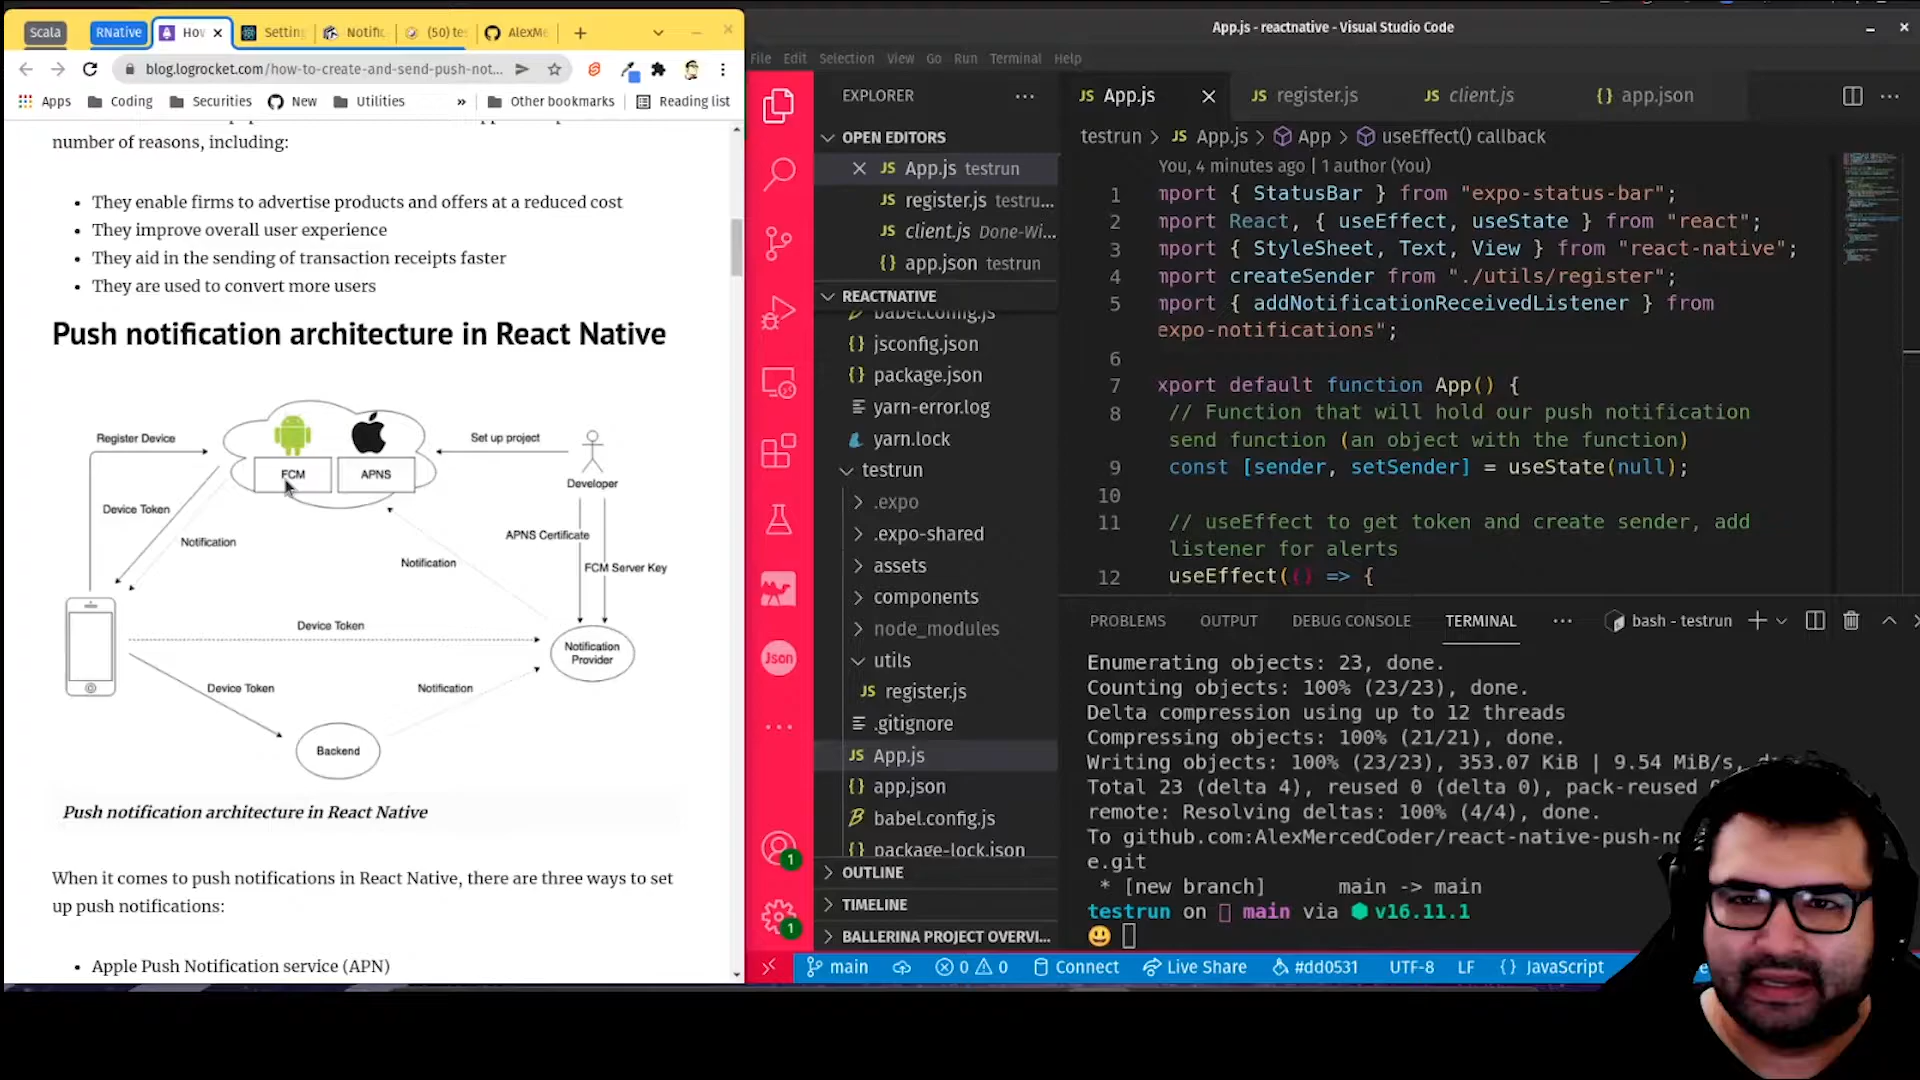 Scala
RNative
How
Setting
Notific
(50) te
AlexMe
blog.logrocket.com/how-to-create-and-send-push-not...
Apps
Coding
Securities
New
Utilities
»
Other bookmarks
Reading list
number of reasons, including:
• They enable firms to advertise products and offers at a reduced cost
• They improve overall user experience
• They aid in the sending of transaction receipts faster
• They are used to convert more users
Push notification architecture in React Native
Register Device
Set up project
FCM
APNS
Developer
Device Token
Notification
APNS Certificate
Notification
FCM Server Key
Device Token
Notification Provider
Device Token
Notification
Backend
Push notification architecture in React Native
When it comes to push notifications in React Native, there are three ways to set
up push notifications:
• Apple Push Notification service (APN)
App.js - reactnative - Visual Studio Code
File Edit Selection View Go Run Terminal Help
EXPLORER
OPEN EDITORS
JS App.js testrun
JS register.js testru...
JS client.js Done-Wi...
{} app.json testrun
REACTNATIVE
babel.config.js
{} jsconfig.json
{} package.json
yarn-error.log
yarn.lock
testrun
.expo
.expo-shared
assets
components
node_modules
utils
JS register.js
.gitignore
JS App.js
{} app.json
babel.config.js
{} package-lock.json
OUTLINE
TIMELINE
BALLERINA PROJECT OVERVI...
Json
1
1
JS App.js
JS register.js
JS client.js
{} app.json
testrun > JS App.js > App > useEffect() callback
You, 4 minutes ago | 1 author (You)
1 mport { StatusBar } from "expo-status-bar";
2 mport React, { useEffect, useState } from "react";
3 mport { StyleSheet, Text, View } from "react-native";
4 mport createSender from "./utils/register";
5 mport { addNotificationReceivedListener } from
expo-notifications";
6
7 xport default function App() {
8 // Function that will hold our push notification
send function (an object with the function)
9 const [sender, setSender] = useState(null);
10
11 // useEffect to get token and create sender, add
listener for alerts
12 useEffect(() => {
PROBLEMS
OUTPUT
DEBUG CONSOLE
TERMINAL
bash - testrun
Enumerating objects: 23, done.
Counting objects: 100% (23/23), done.
Delta compression using up to 12 threads
Compressing objects: 100% (21/21), done.
Writing objects: 100% (23/23), 353.07 KiB | 9.54 MiB/s, d
Total 23 (delta 4), reused 0 (delta 0), pack-reused
remote: Resolving deltas: 100% (4/4), done.
To github.com:AlexMercedCoder/react-native-push-no
e.git
* [new branch] main -> main
testrun on main via v16.11.1
main
0 0
Connect
Live Share
#dd0531
UTF-8
LF
{} JavaScript